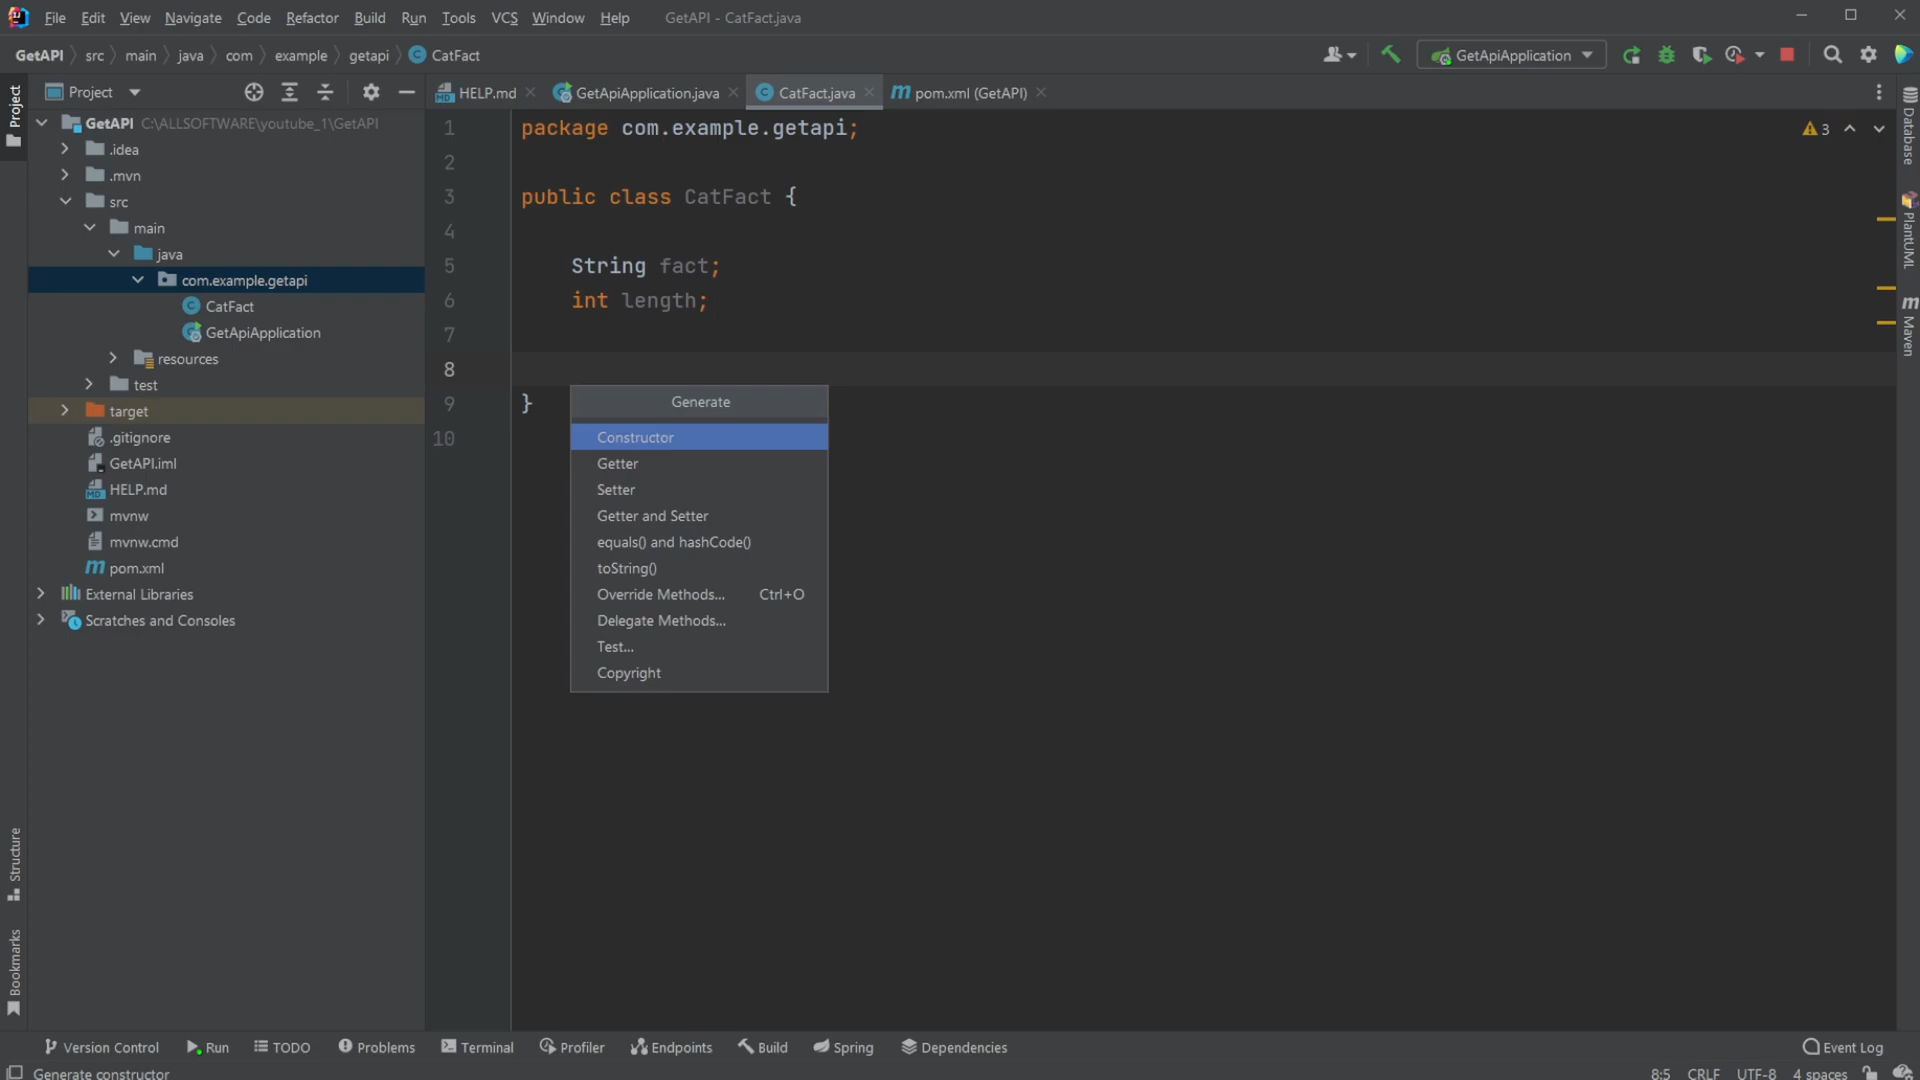 File Edit View Navigate Code Refactor Build Run Tools VCS Window Help GetAPI - CatFact.java
GetAPI src main java com example getapi CatFact GetApiApplication
Project HELP.md GetApiApplication.java CatFact.java pom.xml (GetAPI)
Project
GetAPI C:\ALLSOFTWARE\youtube_1\GetAPI
.idea
.mvn
src
main
java
com.example.getapi
CatFact
GetApiApplication
resources
test
target
.gitignore
GetAPI.iml
HELP.md
mvnw
mvnw.cmd
pom.xml
External Libraries
Scratches and Consoles
Structure
Bookmarks
1 package com.example.getapi;
2
3 public class CatFact {
4
5 String fact;
6 int length;
7
8
9 }
10
3
Generate
Constructor
Getter
Setter
Getter and Setter
equals() and hashCode()
toString()
Override Methods... Ctrl+O
Delegate Methods...
Test...
Copyright
Database
PlantUML
Maven
Version Control Run TODO Problems Terminal Profiler Endpoints Build Spring Dependencies Event Log
Generate constructor 8:5 CRLF UTF-8 4 spaces